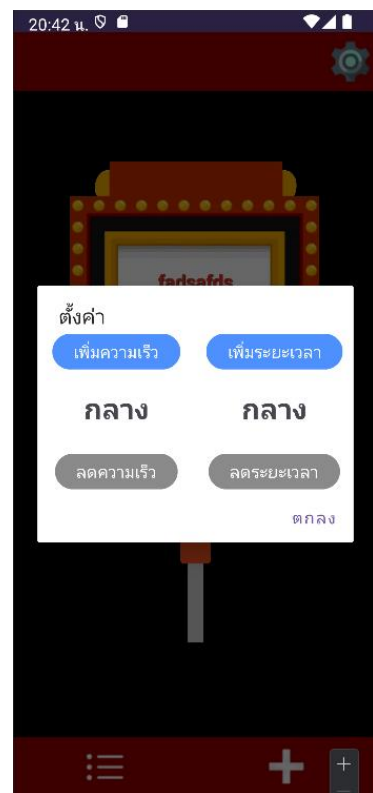 20:42 น.
fadsafds
ตั้งค่า
เพิ่มความเร็ว เพิ่มระยะเวลา
กลาง กลาง
ลดความเร็ว ลดระยะเวลา
ตกลง